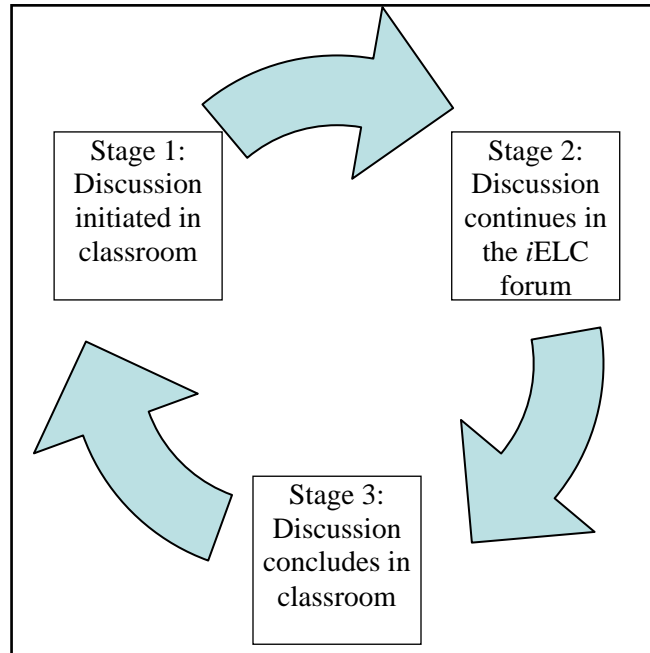 Stage 1:
Discussion
initiated in
classroom
Stage 2:
Discussion
continues in
the iELC
forum
Stage 3:
Discussion
concludes in
classroom